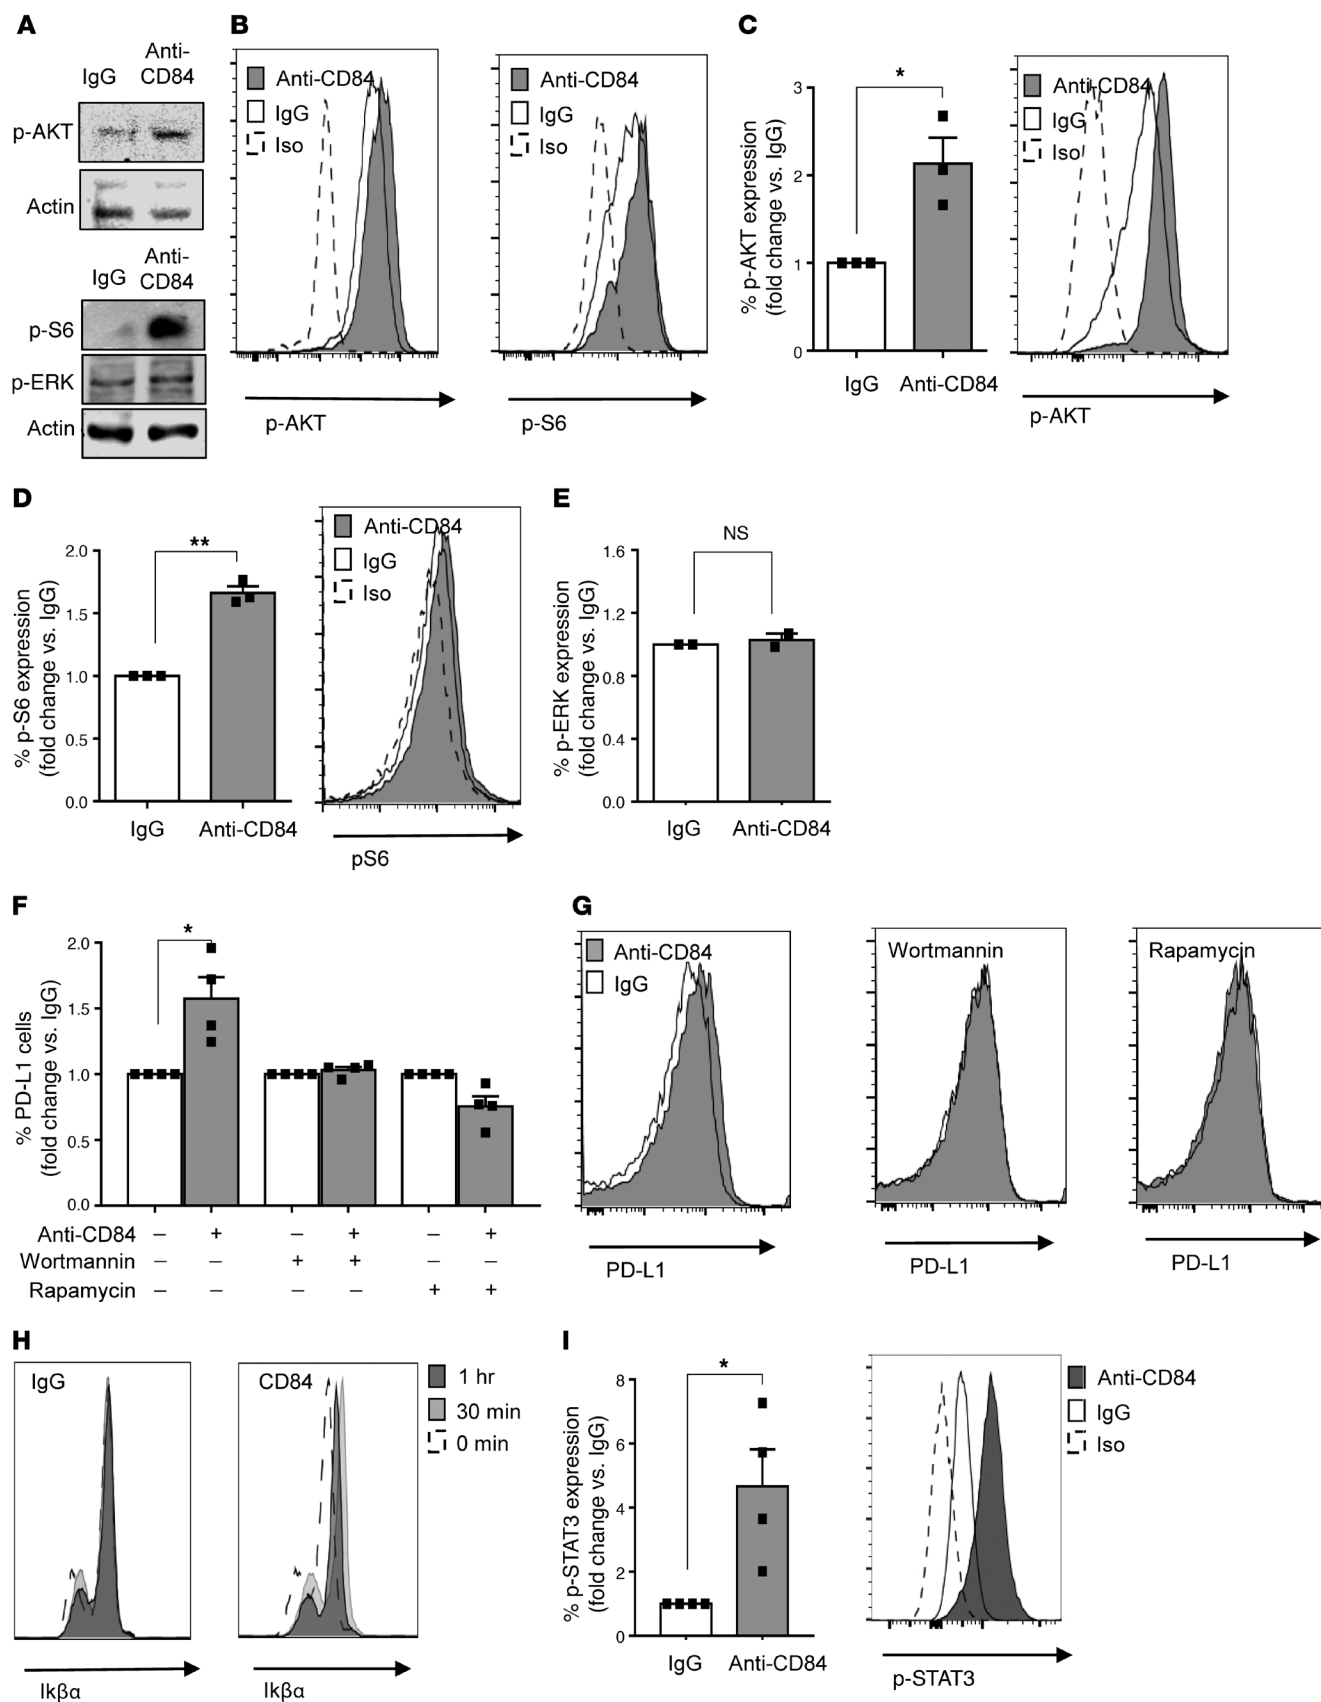 A
IgG
Anti-
CD84
p-AKT
Actin
IgG
Anti-
CD84
p-S6
p-ERK
Actin
B
Anti-CD84
IgG
Iso
p-AKT
Anti-CD84
IgG
Iso
p-S6
C
% p-AKT expression
(fold change vs. IgG)
3
2
1
0
*
IgG
Anti-CD84
Anti-CD84
IgG
Iso
p-AKT
D
% p-S6 expression
(fold change vs. IgG)
2.0
1.5
1.0
0.5
0.0
**
IgG
Anti-CD84
Anti-CD84
IgG
Iso
pS6
E
% p-ERK expression
(fold change vs. IgG)
1.6
1.2
0.8
0.4
0.0
NS
IgG
Anti-CD84
F
% PD-L1 cells
(fold change vs. IgG)
2.0
1.5
1.0
0.5
0.0
*
Anti-CD84 – + – + – +
Wortmannin – – + + – –
Rapamycin – – – – + +
G
Anti-CD84
IgG
PD-L1
Wortmannin
PD-L1
Rapamycin
PD-L1
H
IgG
Ikβα
CD84
Ikβα
1 hr
30 min
0 min
I
% p-STAT3 expression
(fold change vs. IgG)
8
6
4
2
0
*
IgG
Anti-CD84
Anti-CD84
IgG
Iso
p-STAT3